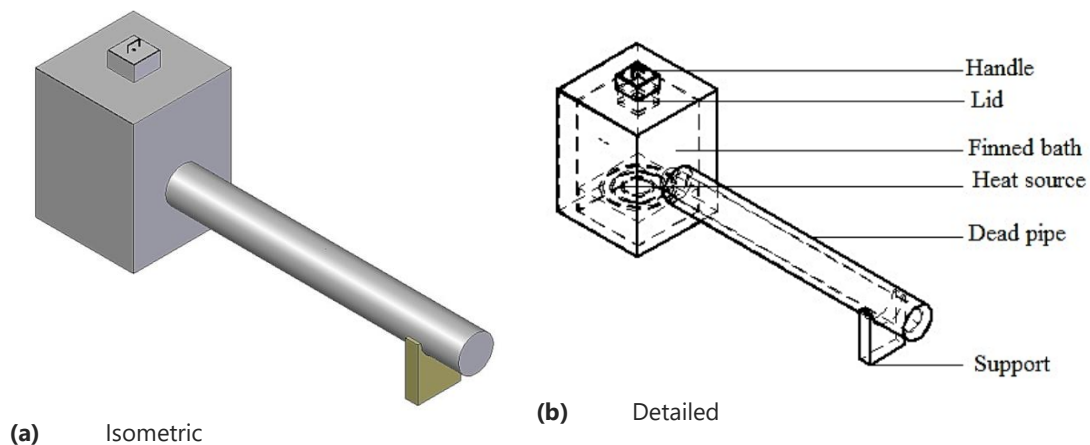 Handle
Lid
Finned bath
Heat source
Dead pipe
Support
(a) Isometric
(b) Detailed